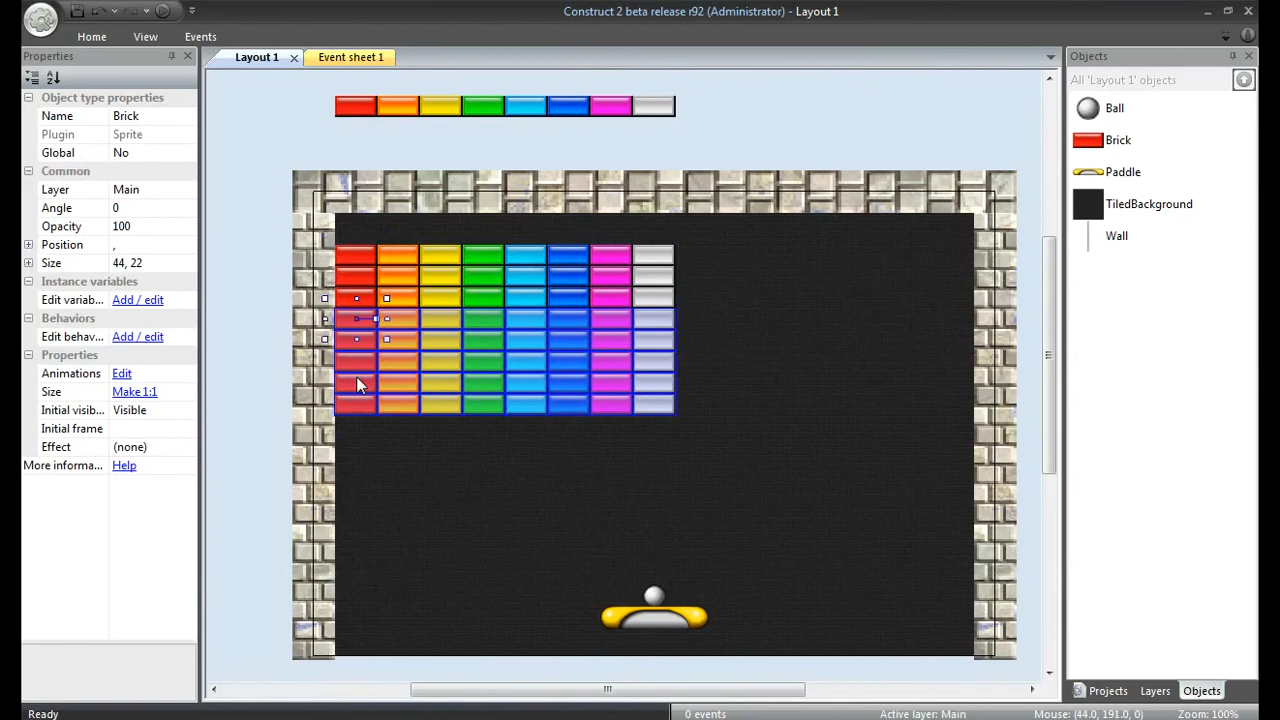 Construct 2 beta release r92 (Administrator) - Layout 1
Home View Events
Properties
Layout 1 Event sheet 1
Objects
All 'Layout 1' objects
Object type properties
Name Brick
Plugin Sprite
Global No
Common
Layer Main
Angle 0
Opacity 100
Position ,
Size 44, 22
Instance variables
Edit variab... Add / edit
Behaviors
Edit behav... Add / edit
Properties
Animations Edit
Size Make 1:1
Initial visib... Visible
Initial frame
Effect (none)
More informa... Help
Ball
Brick
Paddle
TiledBackground
Wall
Projects Layers Objects
Ready 0 events Active layer: Main Mouse: (44.0, 191.0, 0) Zoom: 100%